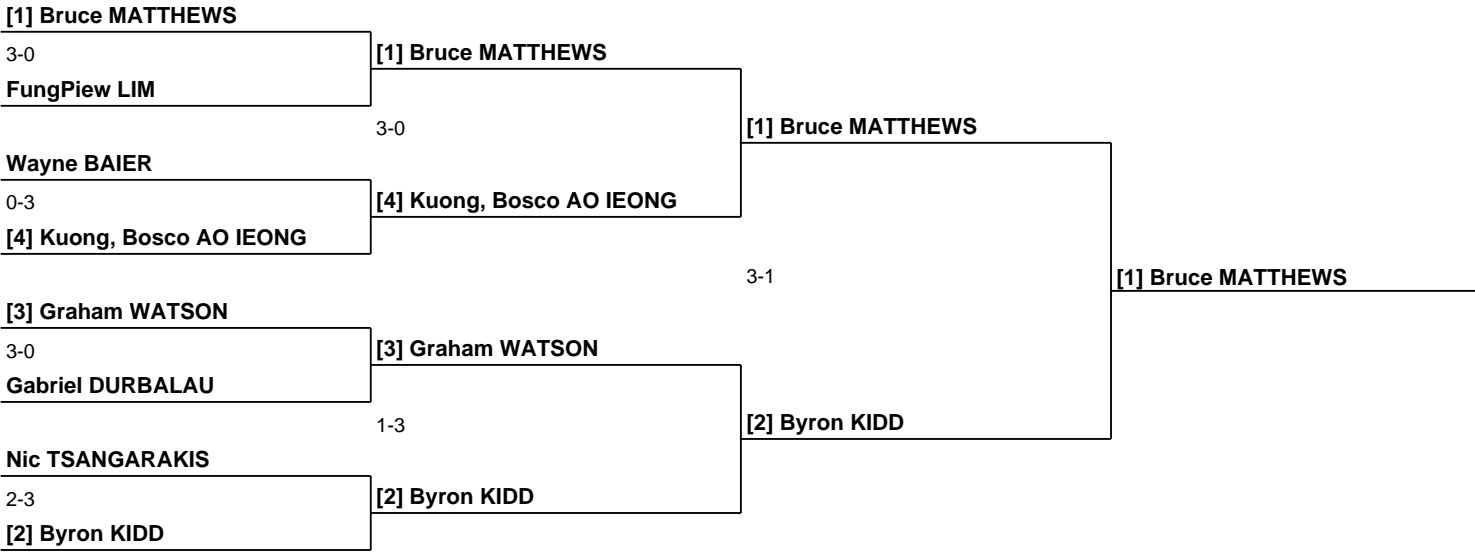 [1] Bruce MATTHEWS
3-0
[1] Bruce MATTHEWS
FungPiew LIM
3-0
[1] Bruce MATTHEWS
Wayne BAIER
0-3
[4] Kuong, Bosco AO IEONG
[4] Kuong, Bosco AO IEONG
3-1
[1] Bruce MATTHEWS
[3] Graham WATSON
3-0
[3] Graham WATSON
Gabriel DURBALAU
1-3
[2] Byron KIDD
Nic TSANGARAKIS
2-3
[2] Byron KIDD
[2] Byron KIDD